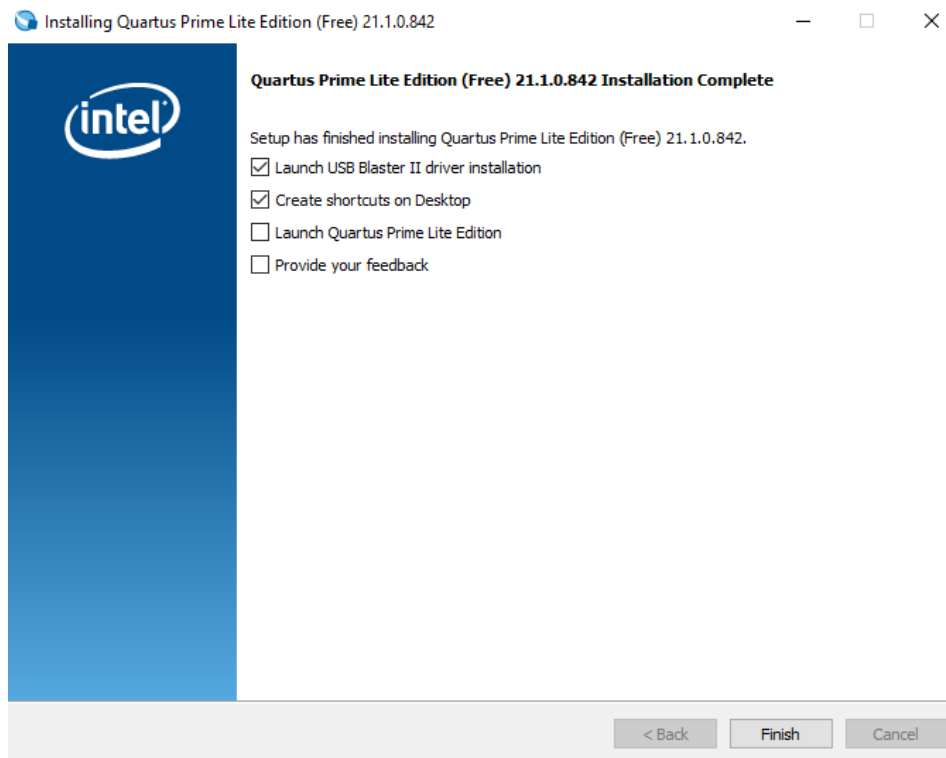 Installing Quartus Prime Lite Edition (Free) 21.1.0.842
intel
Quartus Prime Lite Edition (Free) 21.1.0.842 Installation Complete
Setup has finished installing Quartus Prime Lite Edition (Free) 21.1.0.842.
Launch USB Blaster II driver installation
Create shortcuts on Desktop
Launch Quartus Prime Lite Edition
Provide your feedback
< Back Finish Cancel